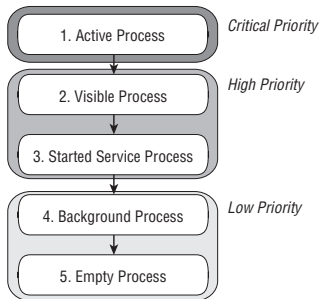 1. Active Process
Critical Priority
2. Visible Process
High Priority
3. Started Service Process
4. Background Process
Low Priority
5. Empty Process